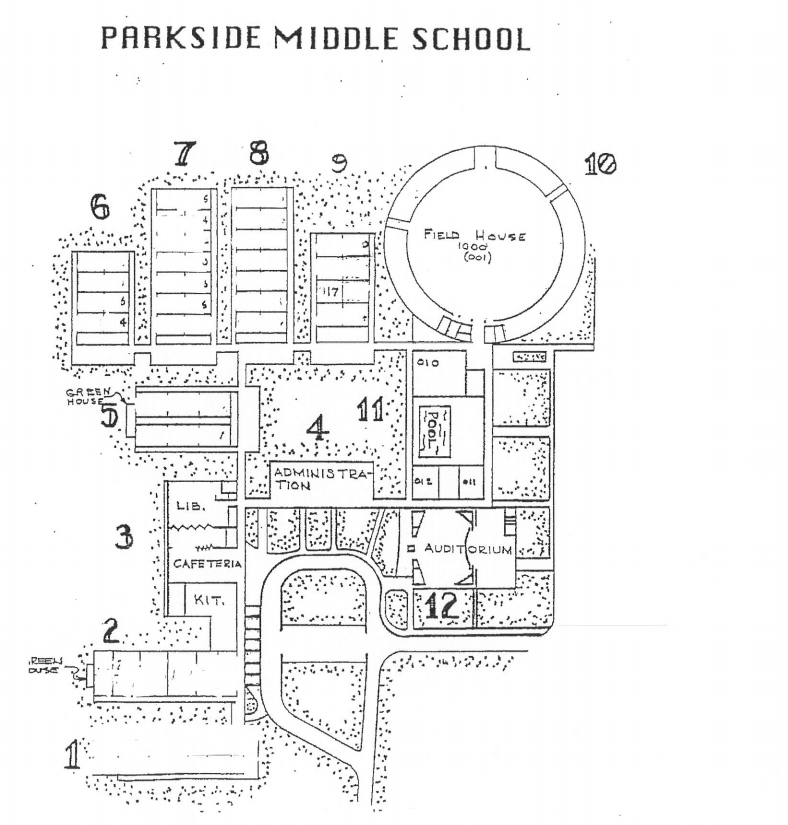 PARKSIDE MIDDLE SCHOOL
10
7
8
9
6
FIELD HOUSE
1000
(001)
117
4
GREEN
HOUSE
5
010
11
4
POOL
ADMINISTRA-
TION
012
011
LIB.
3
AUDITORIUM
CAFETERIA
KIT.
12
2
1